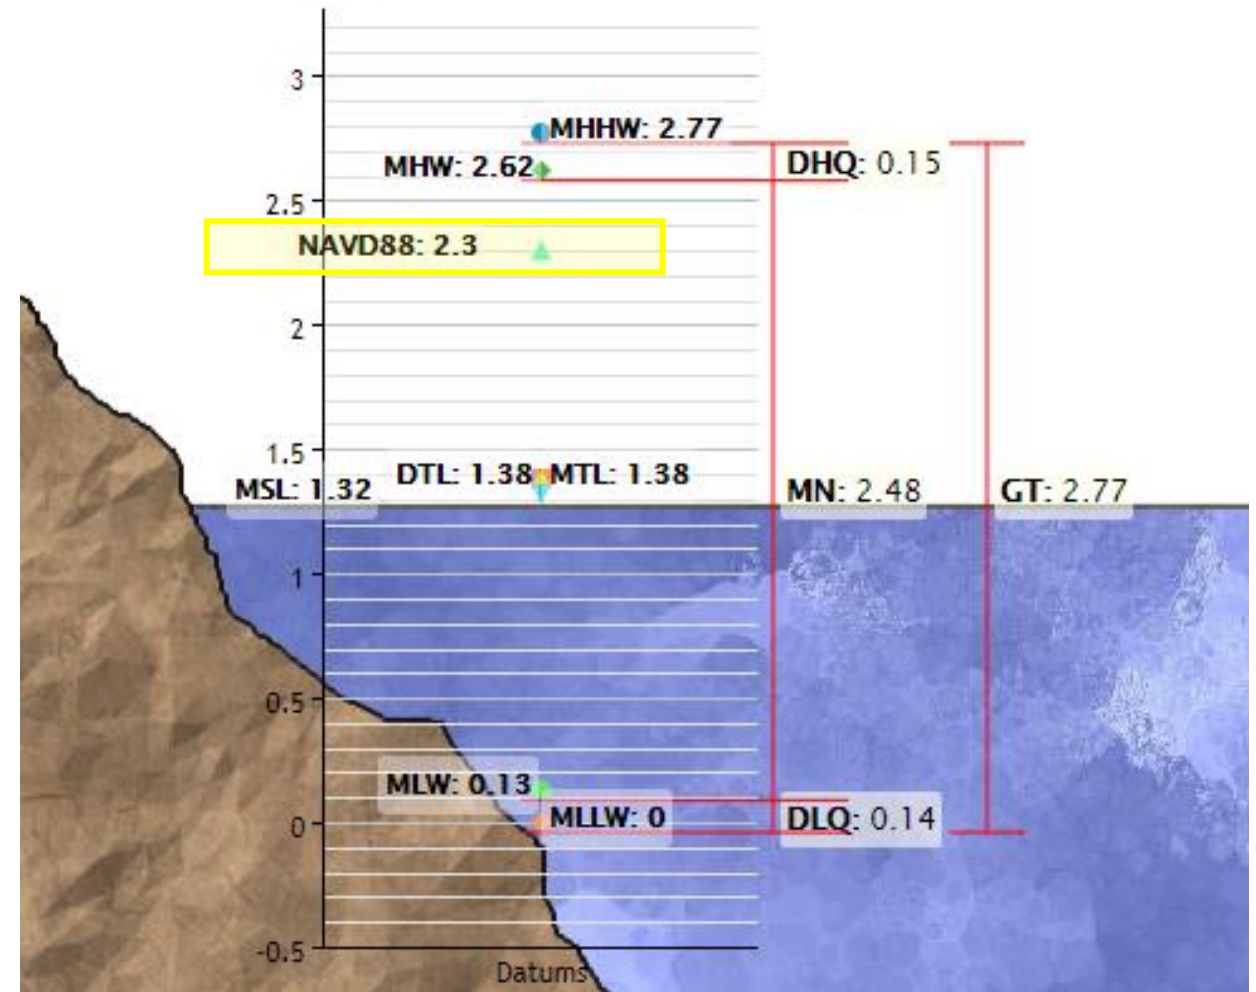 3
MHHW: 2.77
MHW: 2.62
DHQ: 0.15
2.5
NAVD88: 2.3
2
1.5
DTL: 1.38
MTL: 1.38
MSL: 1.32
MN: 2.48
GT: 2.77
1
0.5
MLW: 0.13
0
MLLW: 0
DLQ: 0.14
-0.5
Datums